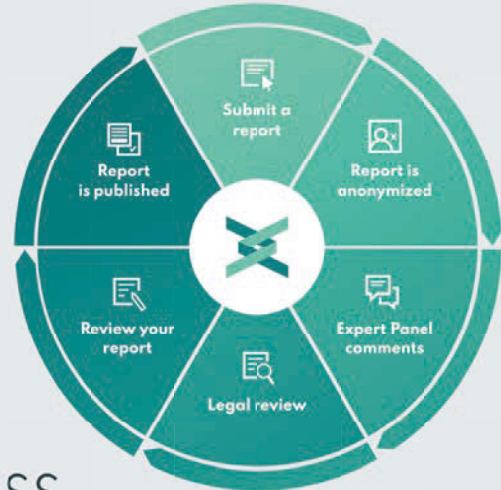 Submit a
report
Report is
anonymized
Expert Panel
comments
Legal review
Review your
report
Report
is published